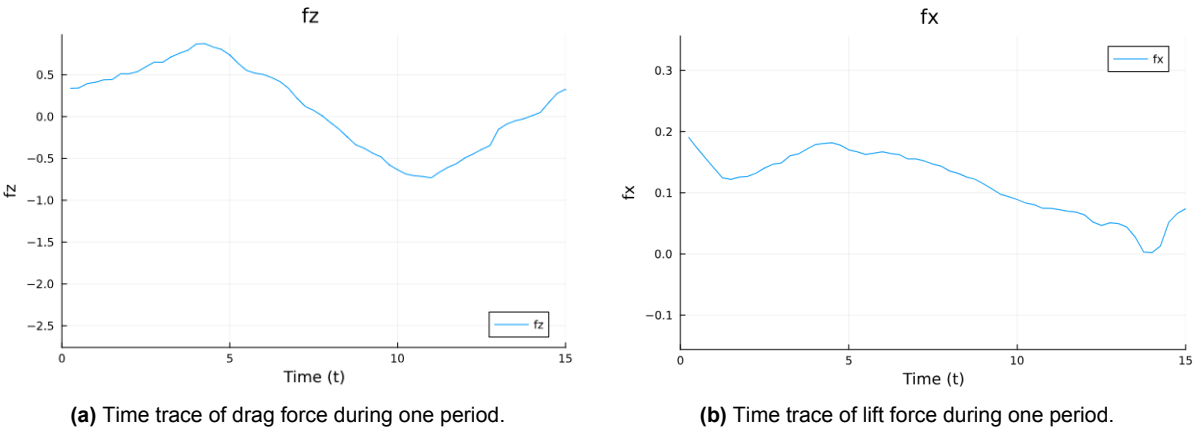 fz
0.5
0.0
−0.5
−1.0
−1.5
−2.0
−2.5
fz
fz
0
5
10
15
Time (t)
(a) Time trace of drag force during one period.
fx
0.3
0.2
0.1
0.0
−0.1
fx
fx
0
5
10
15
Time (t)
(b) Time trace of lift force during one period.